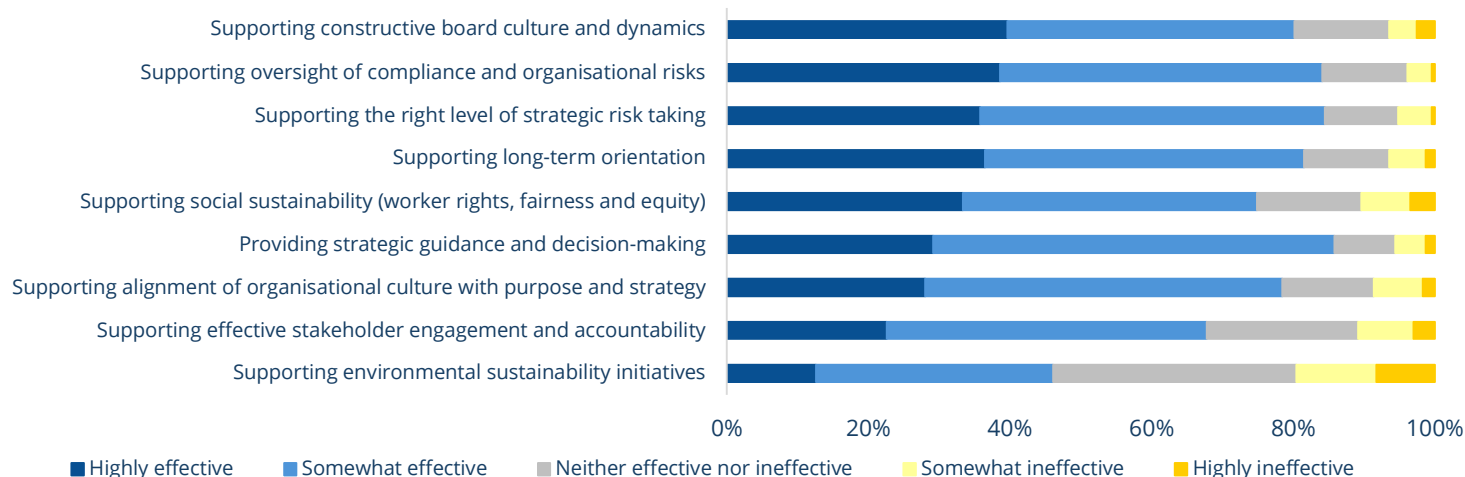 Supporting constructive board culture and dynamics
Supporting oversight of compliance and organisational risks
Supporting the right level of strategic risk taking
Supporting long-term orientation
Supporting social sustainability (worker rights, fairness and equity)
Providing strategic guidance and decision-making
Supporting alignment of organisational culture with purpose and strategy
Supporting effective stakeholder engagement and accountability
Supporting environmental sustainability initiatives
0% 20% 40% 60% 80% 100%
Highly effective Somewhat effective Neither effective nor ineffective Somewhat ineffective Highly ineffective